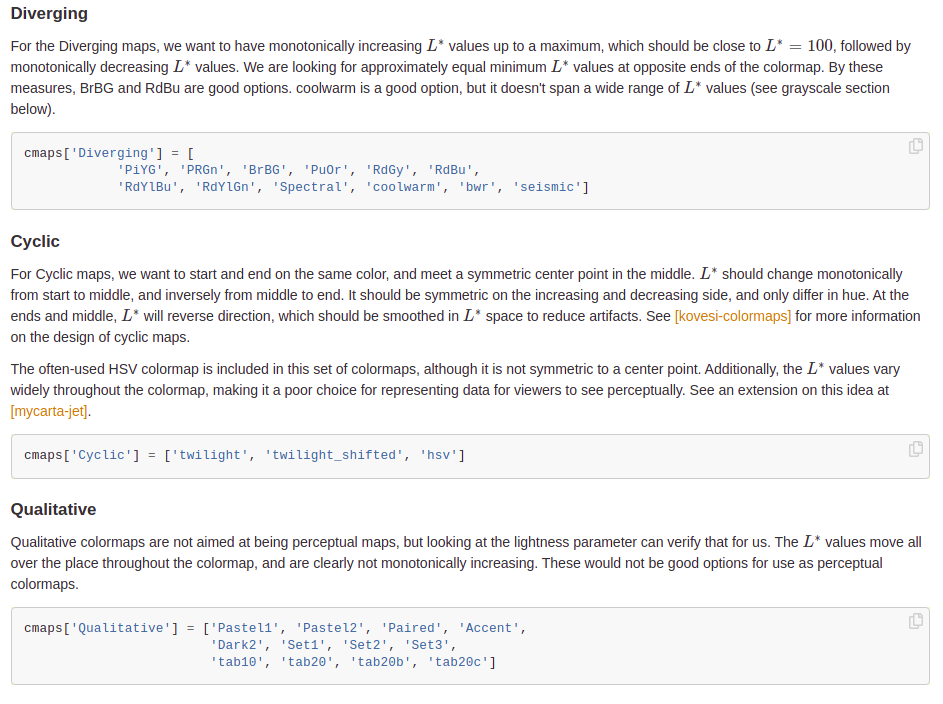 Diverging
For the Diverging maps, we want to have monotonically increasing L* values up to a maximum, which should be close to L* = 100, followed by
monotonically decreasing L* values. We are looking for approximately equal minimum L* values at opposite ends of the colormap. By these
measures, BrBG and RdBu are good options. coolwarm is a good option, but it doesn't span a wide range of L* values (see grayscale section
below).
cmaps['Diverging'] = [
            'PiYG', 'PRGn', 'BrBG', 'PuOr', 'RdGy', 'RdBu',
            'RdYlBu', 'RdYlGn', 'Spectral', 'coolwarm', 'bwr', 'seismic']
Cyclic
For Cyclic maps, we want to start and end on the same color, and meet a symmetric center point in the middle. L* should change monotonically
from start to middle, and inversely from middle to end. It should be symmetric on the increasing and decreasing side, and only differ in hue. At the
ends and middle, L* will reverse direction, which should be smoothed in L* space to reduce artifacts. See [kovesi-colormaps] for more information
on the design of cyclic maps.
The often-used HSV colormap is included in this set of colormaps, although it is not symmetric to a center point. Additionally, the L* values vary
widely throughout the colormap, making it a poor choice for representing data for viewers to see perceptually. See an extension on this idea at
[mycarta-jet].
cmaps['Cyclic'] = ['twilight', 'twilight_shifted', 'hsv']
Qualitative
Qualitative colormaps are not aimed at being perceptual maps, but looking at the lightness parameter can verify that for us. The L* values move all
over the place throughout the colormap, and are clearly not monotonically increasing. These would not be good options for use as perceptual
colormaps.
cmaps['Qualitative'] = ['Pastel1', 'Pastel2', 'Paired', 'Accent',
                        'Dark2', 'Set1', 'Set2', 'Set3',
                        'tab10', 'tab20', 'tab20b', 'tab20c']